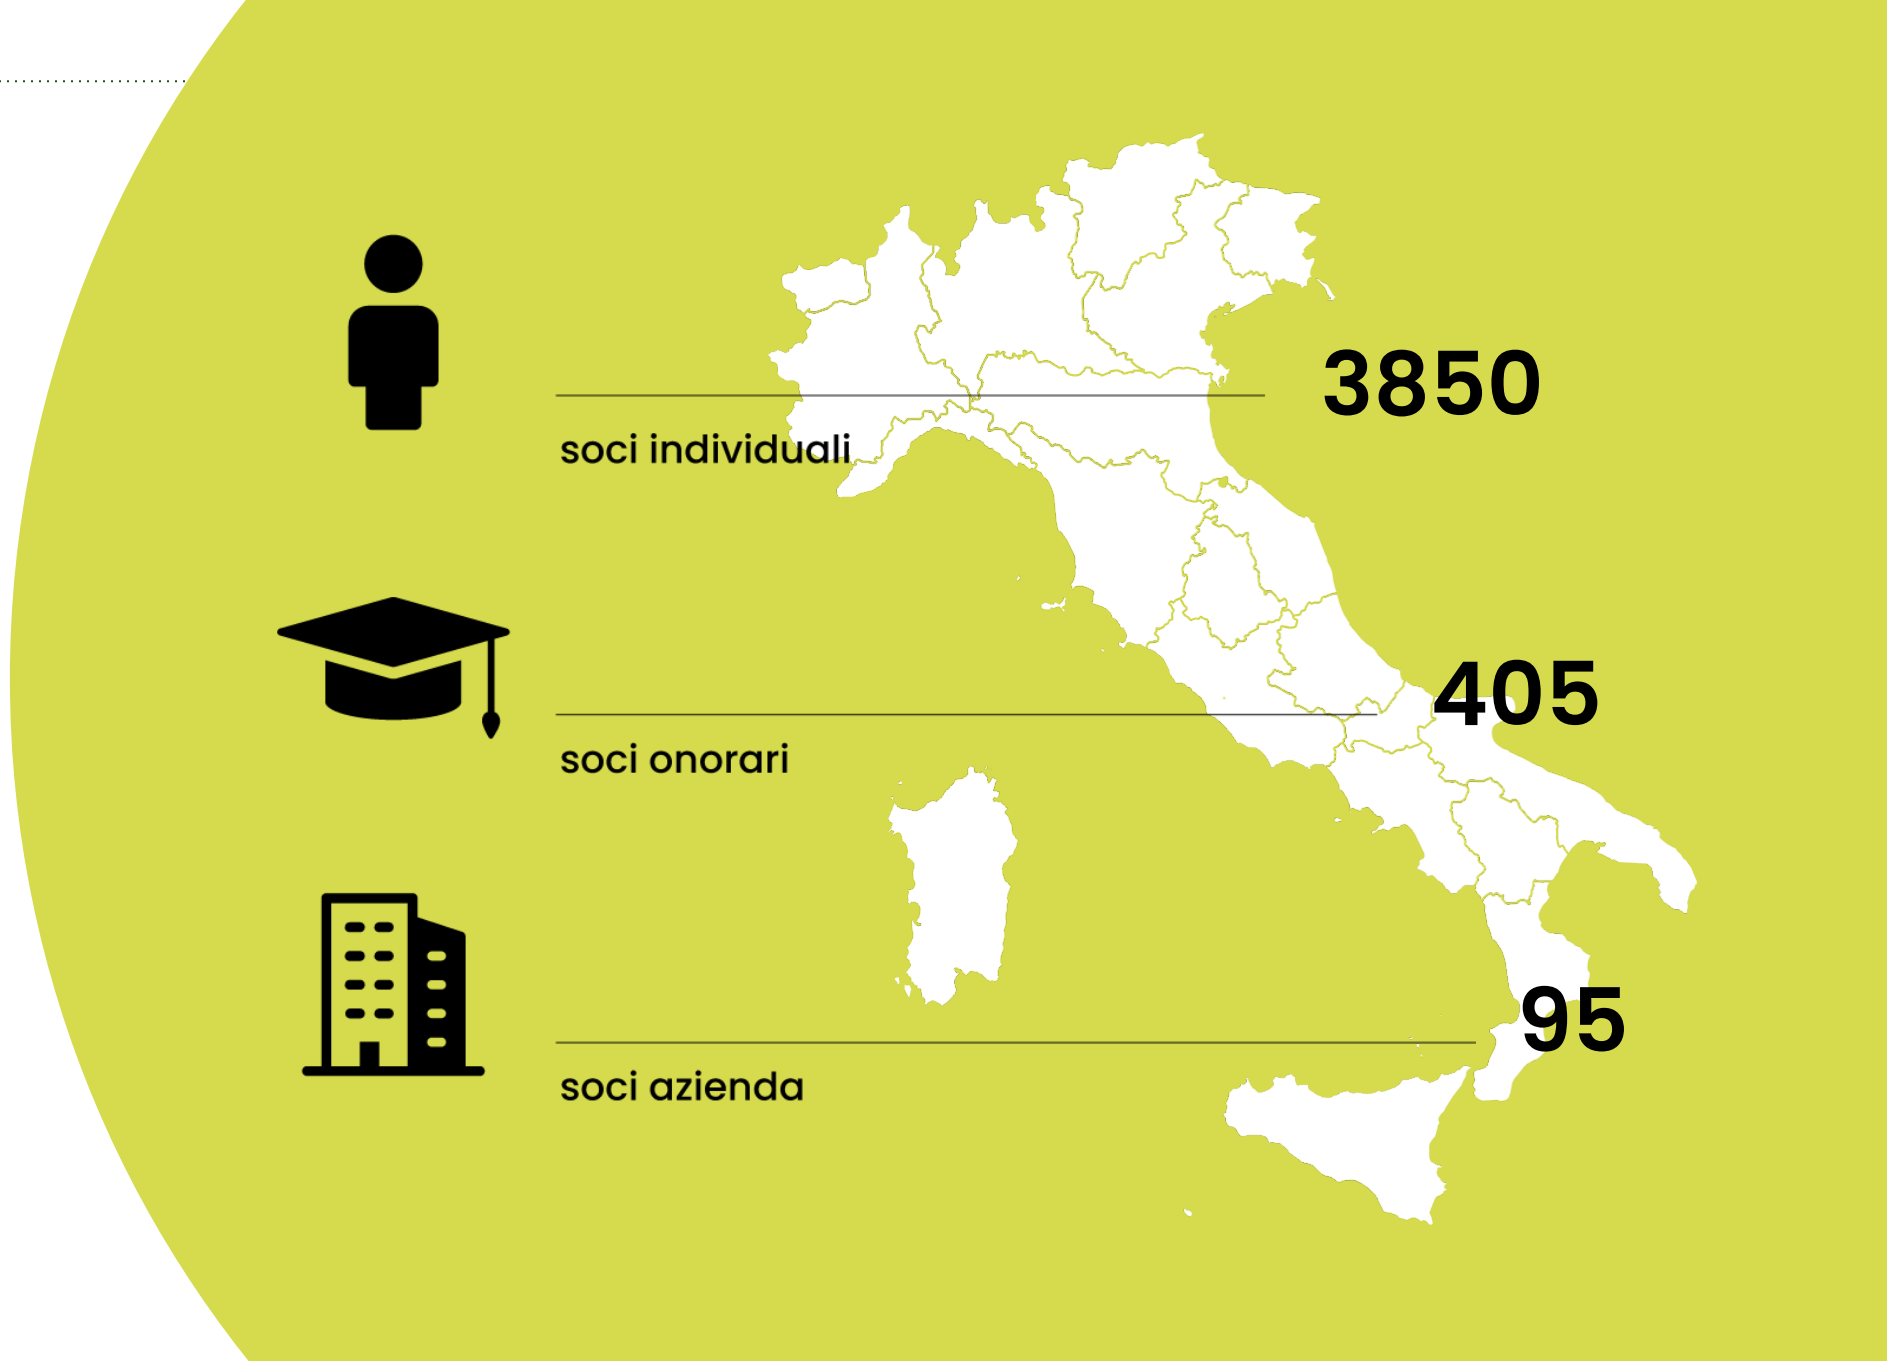 3850
soci individuali
405
soci onorari
95
soci azienda